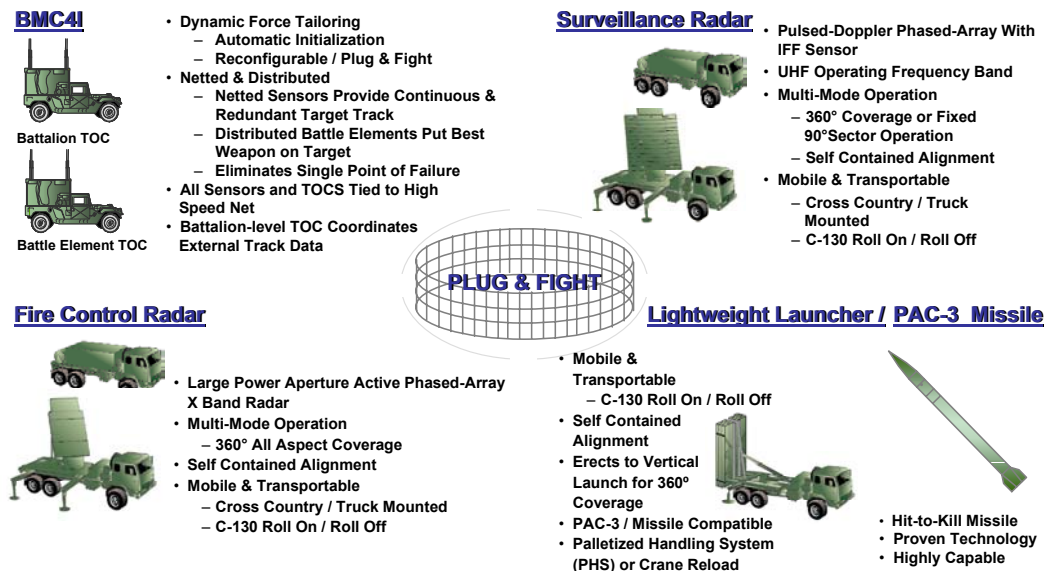 BMC4I
• Dynamic Force Tailoring
– Automatic Initialization
– Reconfigurable / Plug & Fight
• Netted & Distributed
– Netted Sensors Provide Continuous &
Redundant Target Track
– Distributed Battle Elements Put Best
Weapon on Target
– Eliminates Single Point of Failure
• All Sensors and TOCS Tied to High
Speed Net
• Battalion-level TOC Coordinates
External Track Data
Battalion TOC
Battle Element TOC
Surveillance Radar
• Pulsed-Doppler Phased-Array With
IFF Sensor
• UHF Operating Frequency Band
• Multi-Mode Operation
– 360° Coverage or Fixed
90°Sector Operation
– Self Contained Alignment
• Mobile & Transportable
– Cross Country / Truck
Mounted
– C-130 Roll On / Roll Off
PLUG & FIGHT
Fire Control Radar
• Large Power Aperture Active Phased-Array
X Band Radar
• Multi-Mode Operation
– 360° All Aspect Coverage
• Self Contained Alignment
• Mobile & Transportable
– Cross Country / Truck Mounted
– C-130 Roll On / Roll Off
Lightweight Launcher / PAC-3 Missile
• Mobile &
Transportable
– C-130 Roll On / Roll Off
• Self Contained
Alignment
• Erects to Vertical
Launch for 360º
Coverage
• PAC-3 / Missile Compatible
• Palletized Handling System
(PHS) or Crane Reload
• Hit-to-Kill Missile
• Proven Technology
• Highly Capable